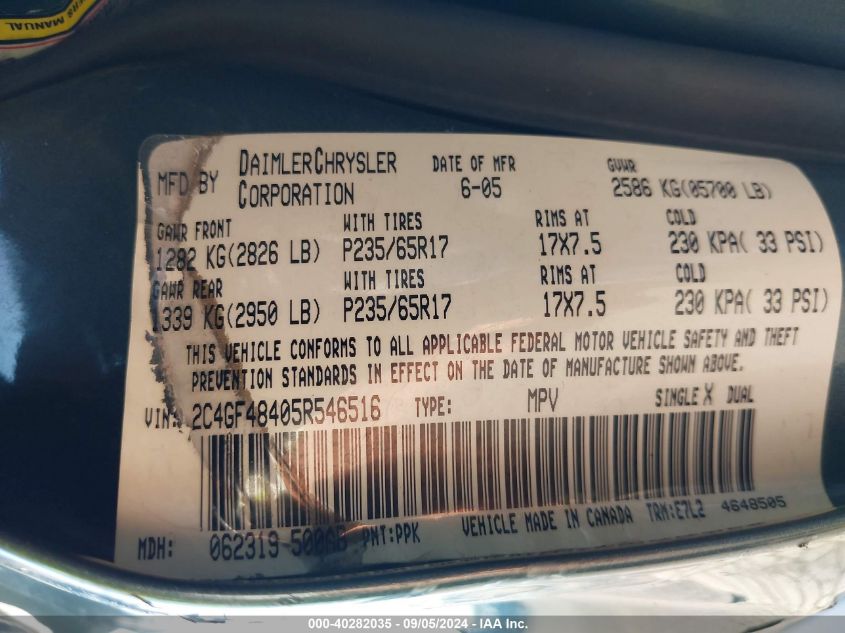 ERS MANUAL
MFD BY DAIMLERCHRYSLER CORPORATION DATE OF MFR 6-05 GVWR 2586 KG(05700 LB)
GAWR FRONT WITH TIRES RIMS AT COLD
1282 KG(2826 LB) P235/65R17 17X7.5 230 KPA( 33 PSI)
GAWR REAR WITH TIRES RIMS AT COLD
1339 KG(2950 LB) P235/65R17 17X7.5 230 KPA( 33 PSI)
THIS VEHICLE CONFORMS TO ALL APPLICABLE FEDERAL MOTOR VEHICLE SAFETY AND THEFT
PREVENTION STANDARDS IN EFFECT ON THE DATE OF MANUFACTURE SHOWN ABOVE.
VIN: 2C4GF48405R546516 TYPE: MPV SINGLE X DUAL
MDH: 062319 500AB PNT:PPK VEHICLE MADE IN CANADA TRM:E7L2 4648505
000-40282035 - 09/05/2024 - IAA Inc.